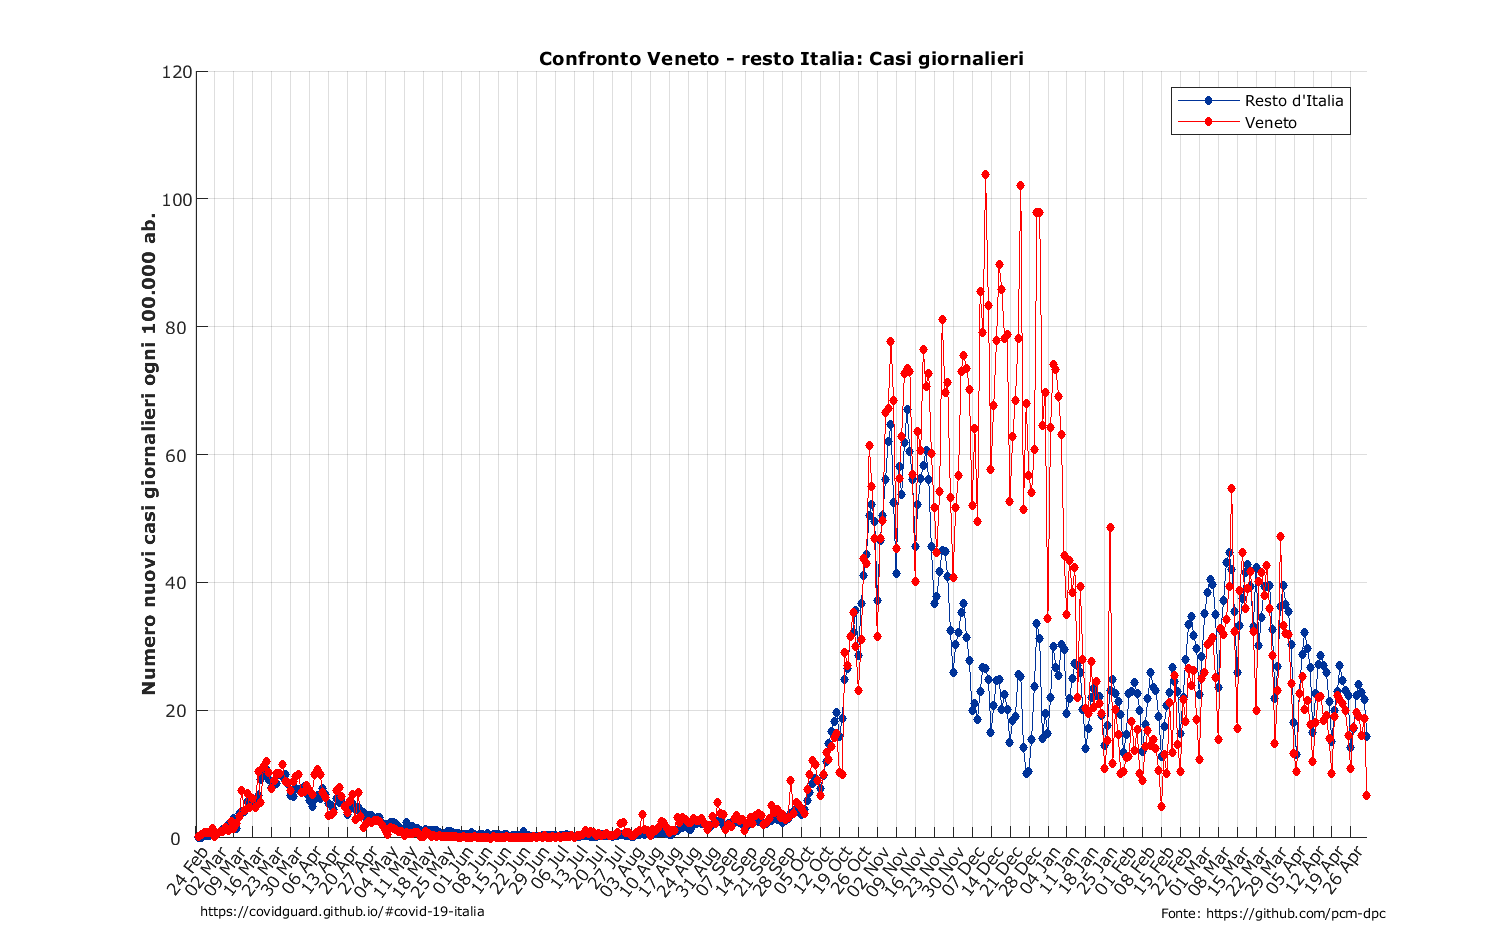 Confronto Veneto - resto Italia: Casi giornalieri
Resto d'Italia
Veneto
Numero nuovi casi giornalieri ogni 100.000 ab.
120
100
80
60
40
20
0
24 Feb
02 Mar
09 Mar
16 Mar
23 Mar
30 Mar
06 Apr
13 Apr
20 Apr
27 Apr
04 May
11 May
18 May
25 May
01 Jun
08 Jun
15 Jun
22 Jun
29 Jun
06 Jul
13 Jul
20 Jul
27 Jul
03 Aug
10 Aug
17 Aug
24 Aug
31 Aug
07 Sep
14 Sep
21 Sep
28 Sep
05 Oct
12 Oct
19 Oct
26 Oct
02 Nov
09 Nov
16 Nov
23 Nov
30 Nov
07 Dec
14 Dec
21 Dec
28 Dec
04 Jan
11 Jan
18 Jan
25 Jan
01 Feb
08 Feb
15 Feb
22 Feb
01 Mar
08 Mar
15 Mar
22 Mar
29 Mar
05 Apr
12 Apr
19 Apr
26 Apr
https://covidguard.github.io/#covid-19-italia
Fonte: https://github.com/pcm-dpc